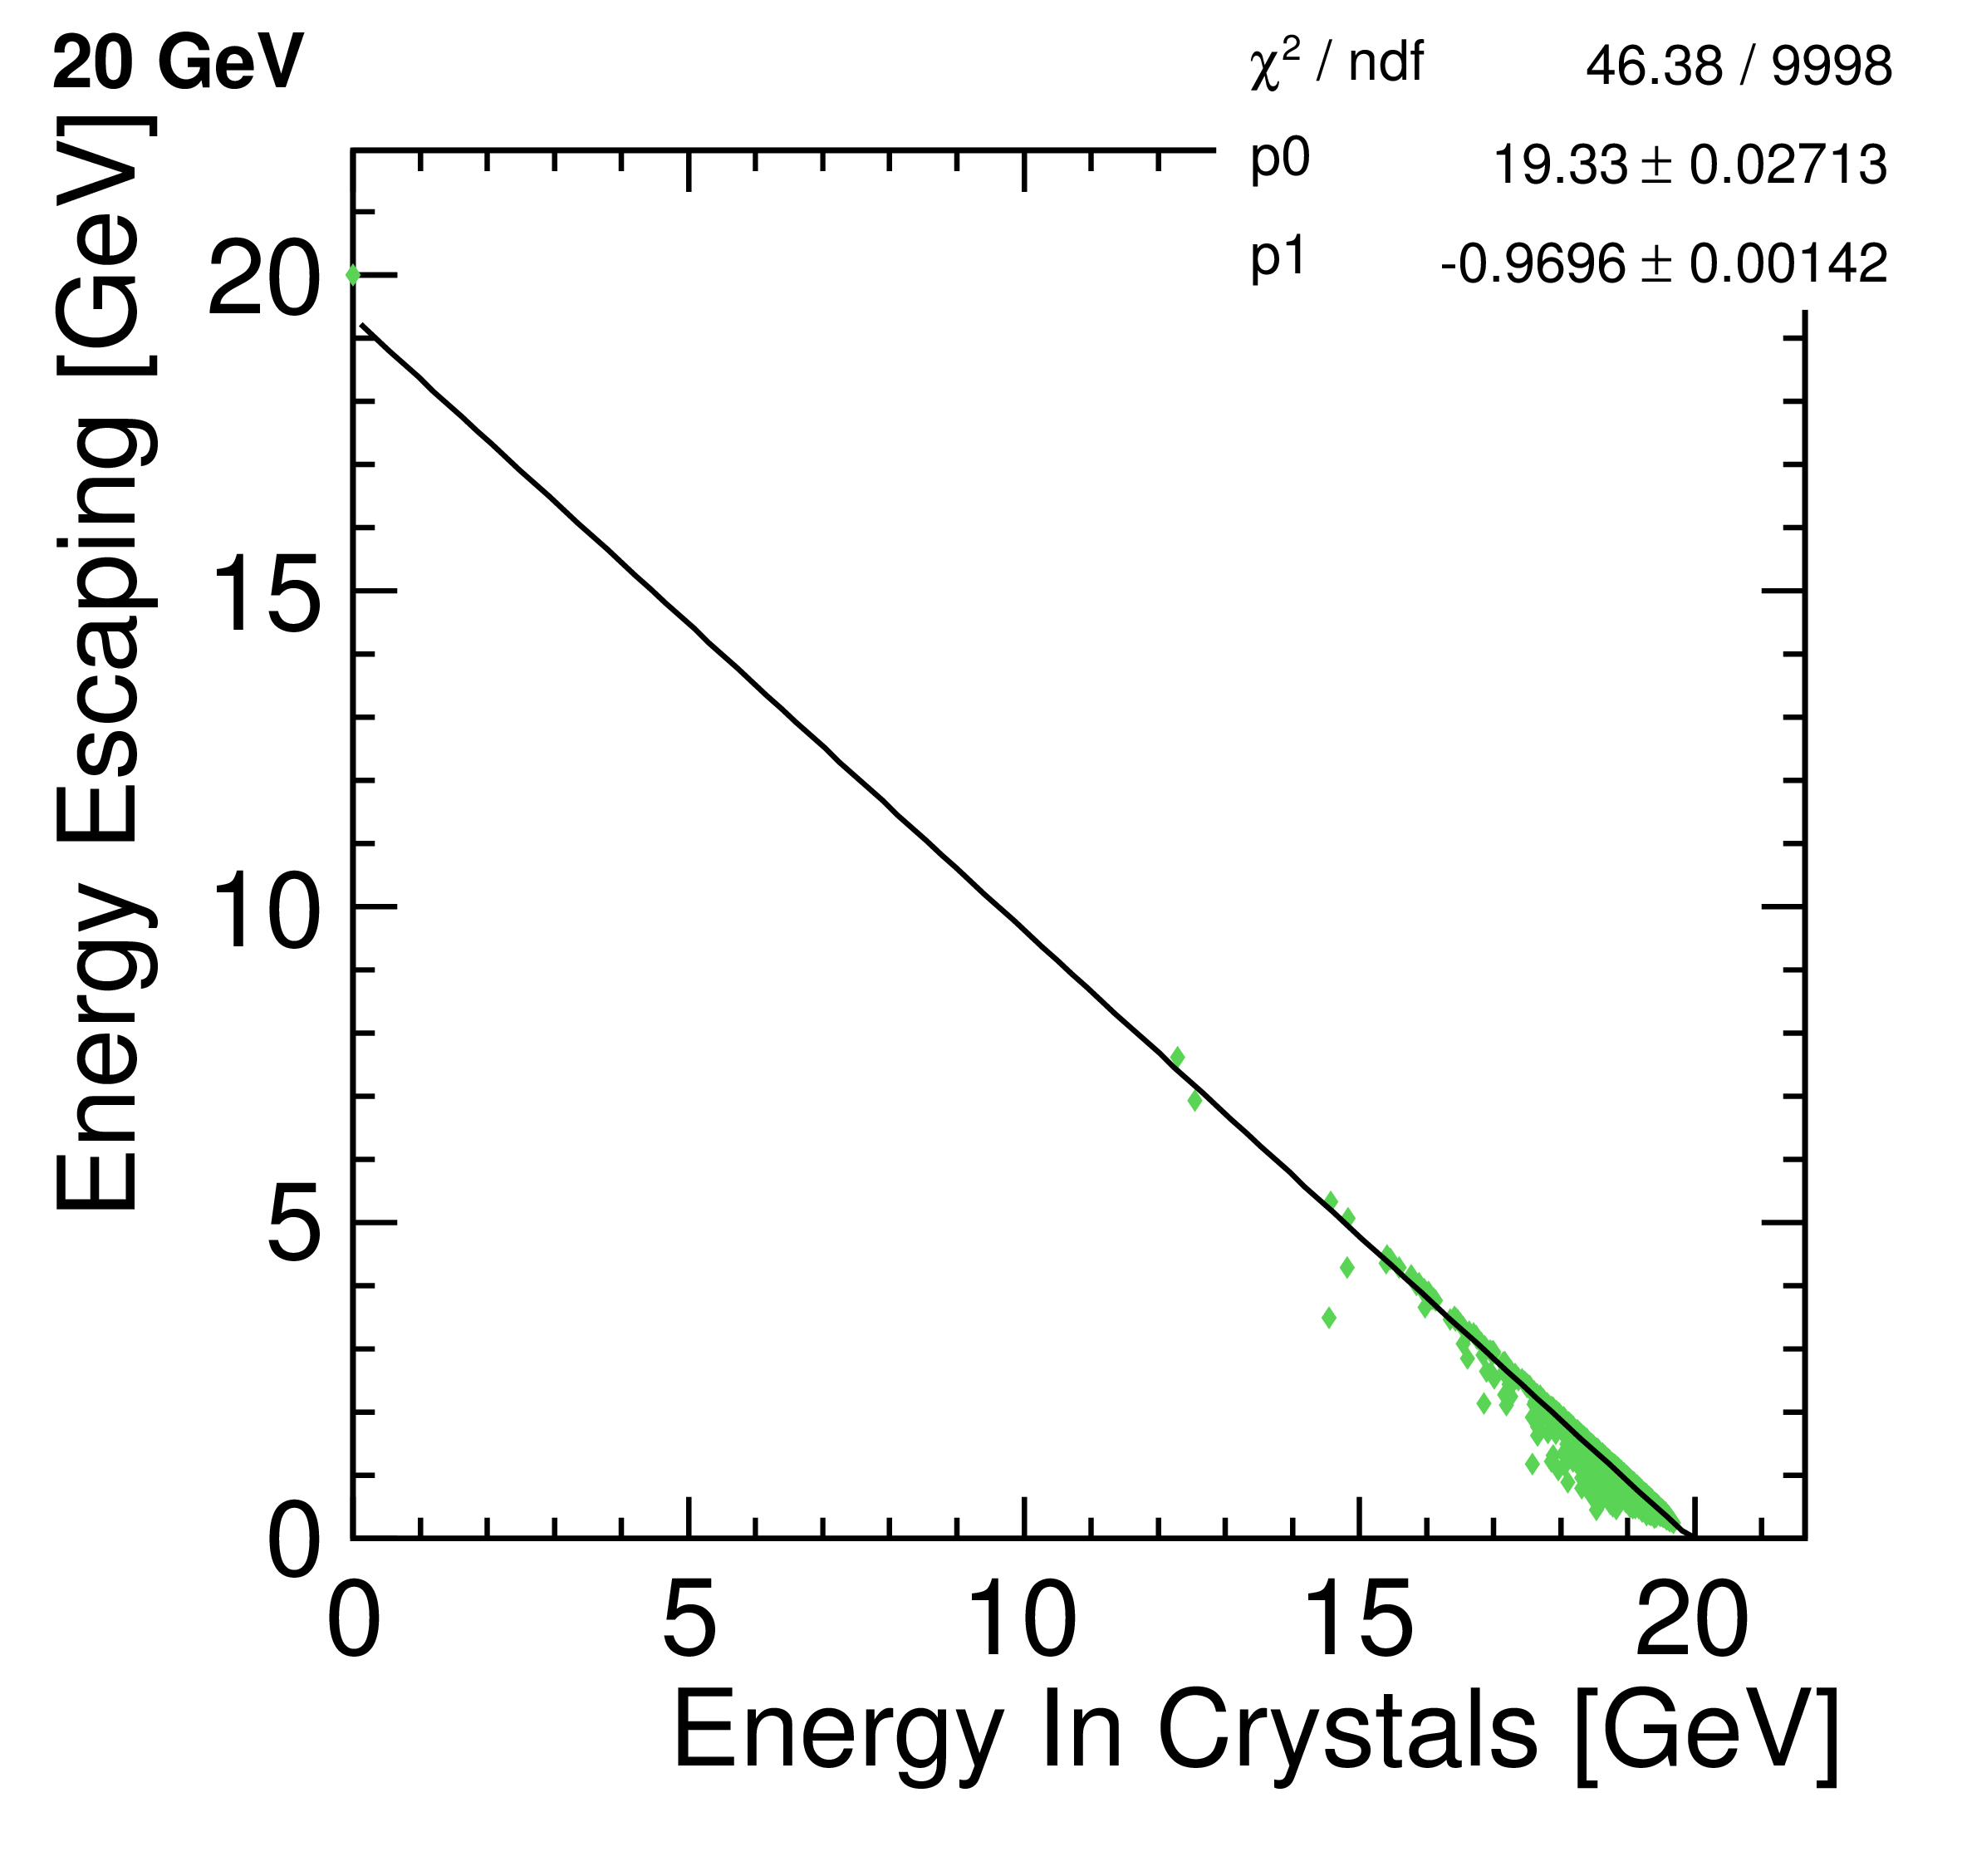 20 GeV
χ² / ndf 46.38 / 9998
p0 19.33 ± 0.02713
p1 -0.9696 ± 0.00142
Energy Escaping [GeV]
20
15
10
5
0
0 5 10 15 20
Energy In Crystals [GeV]